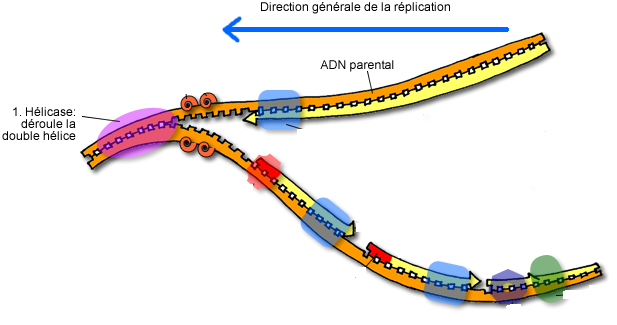 Direction générale de la réplication
ADN parental
1. Hélicase:
déroule la
double hélice